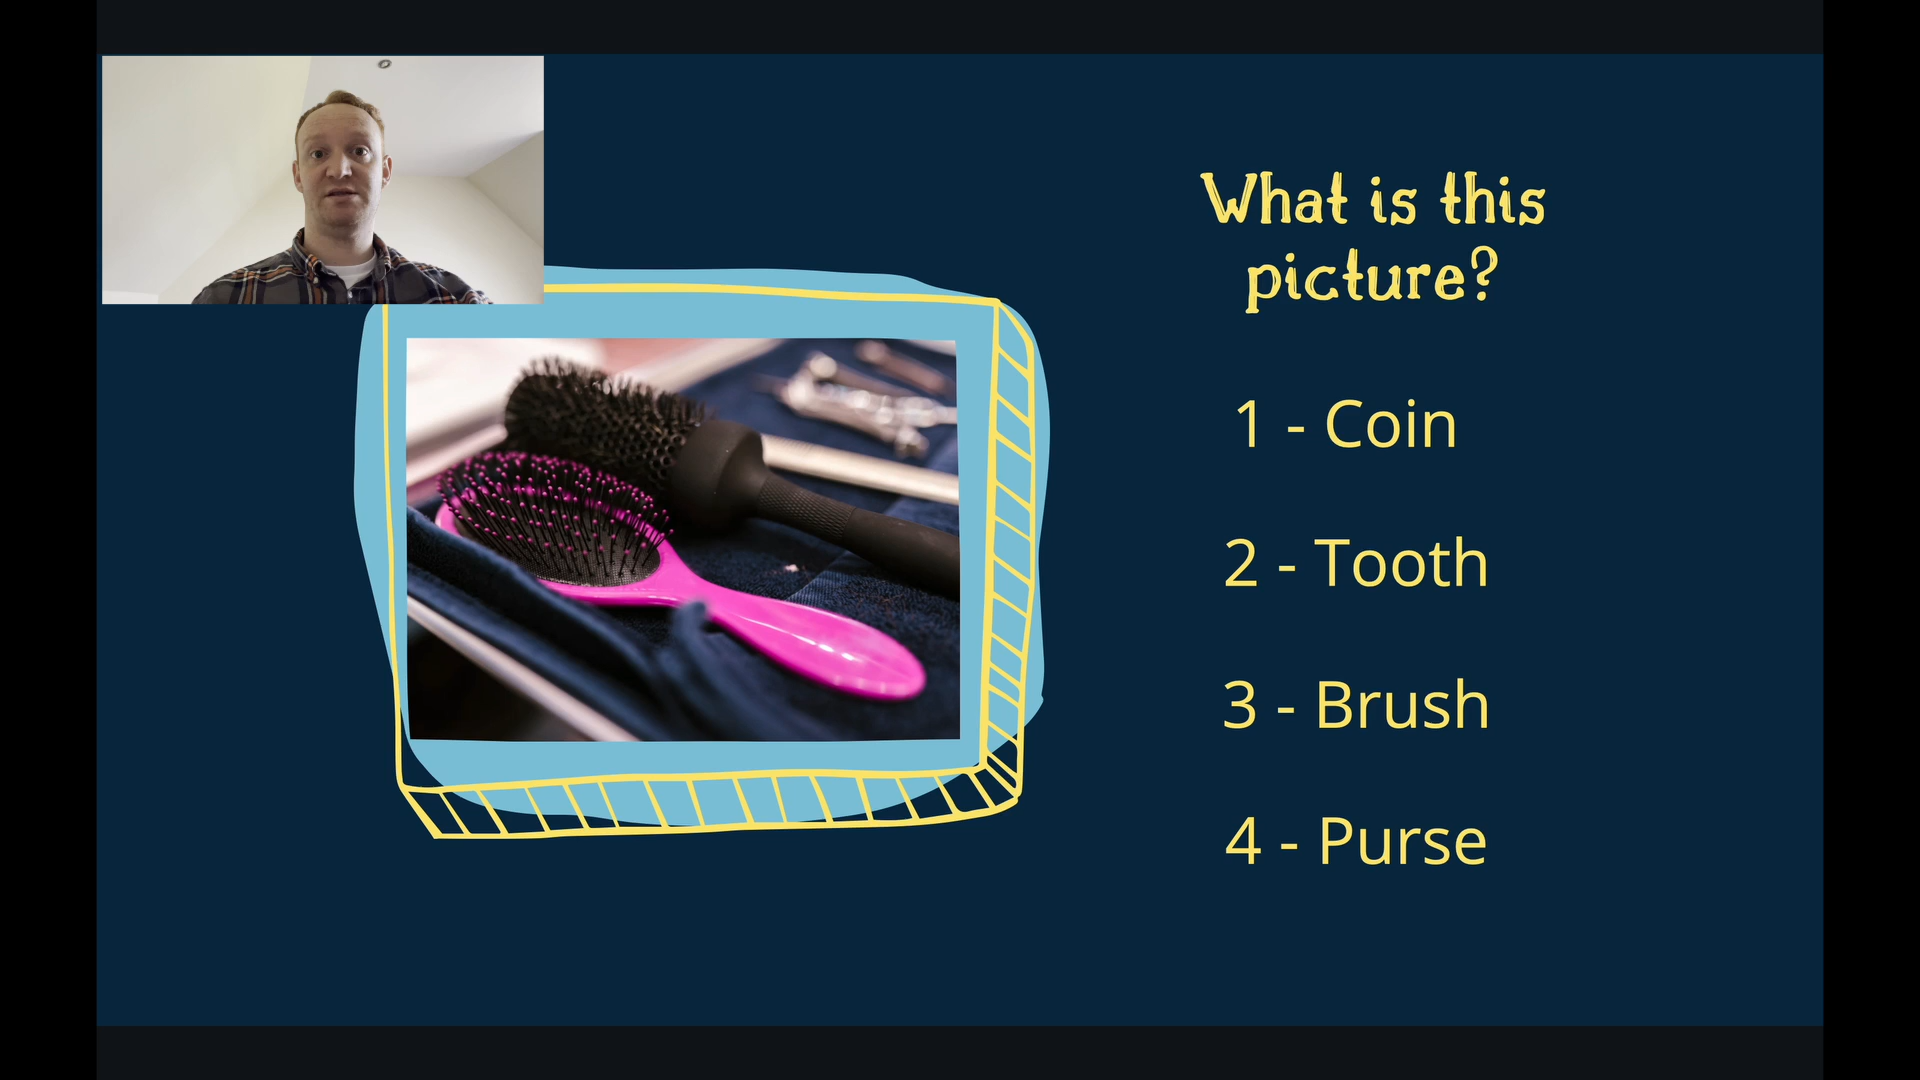 What is this
picture?
1 - Coin
2 - Tooth
3 - Brush
4 - Purse